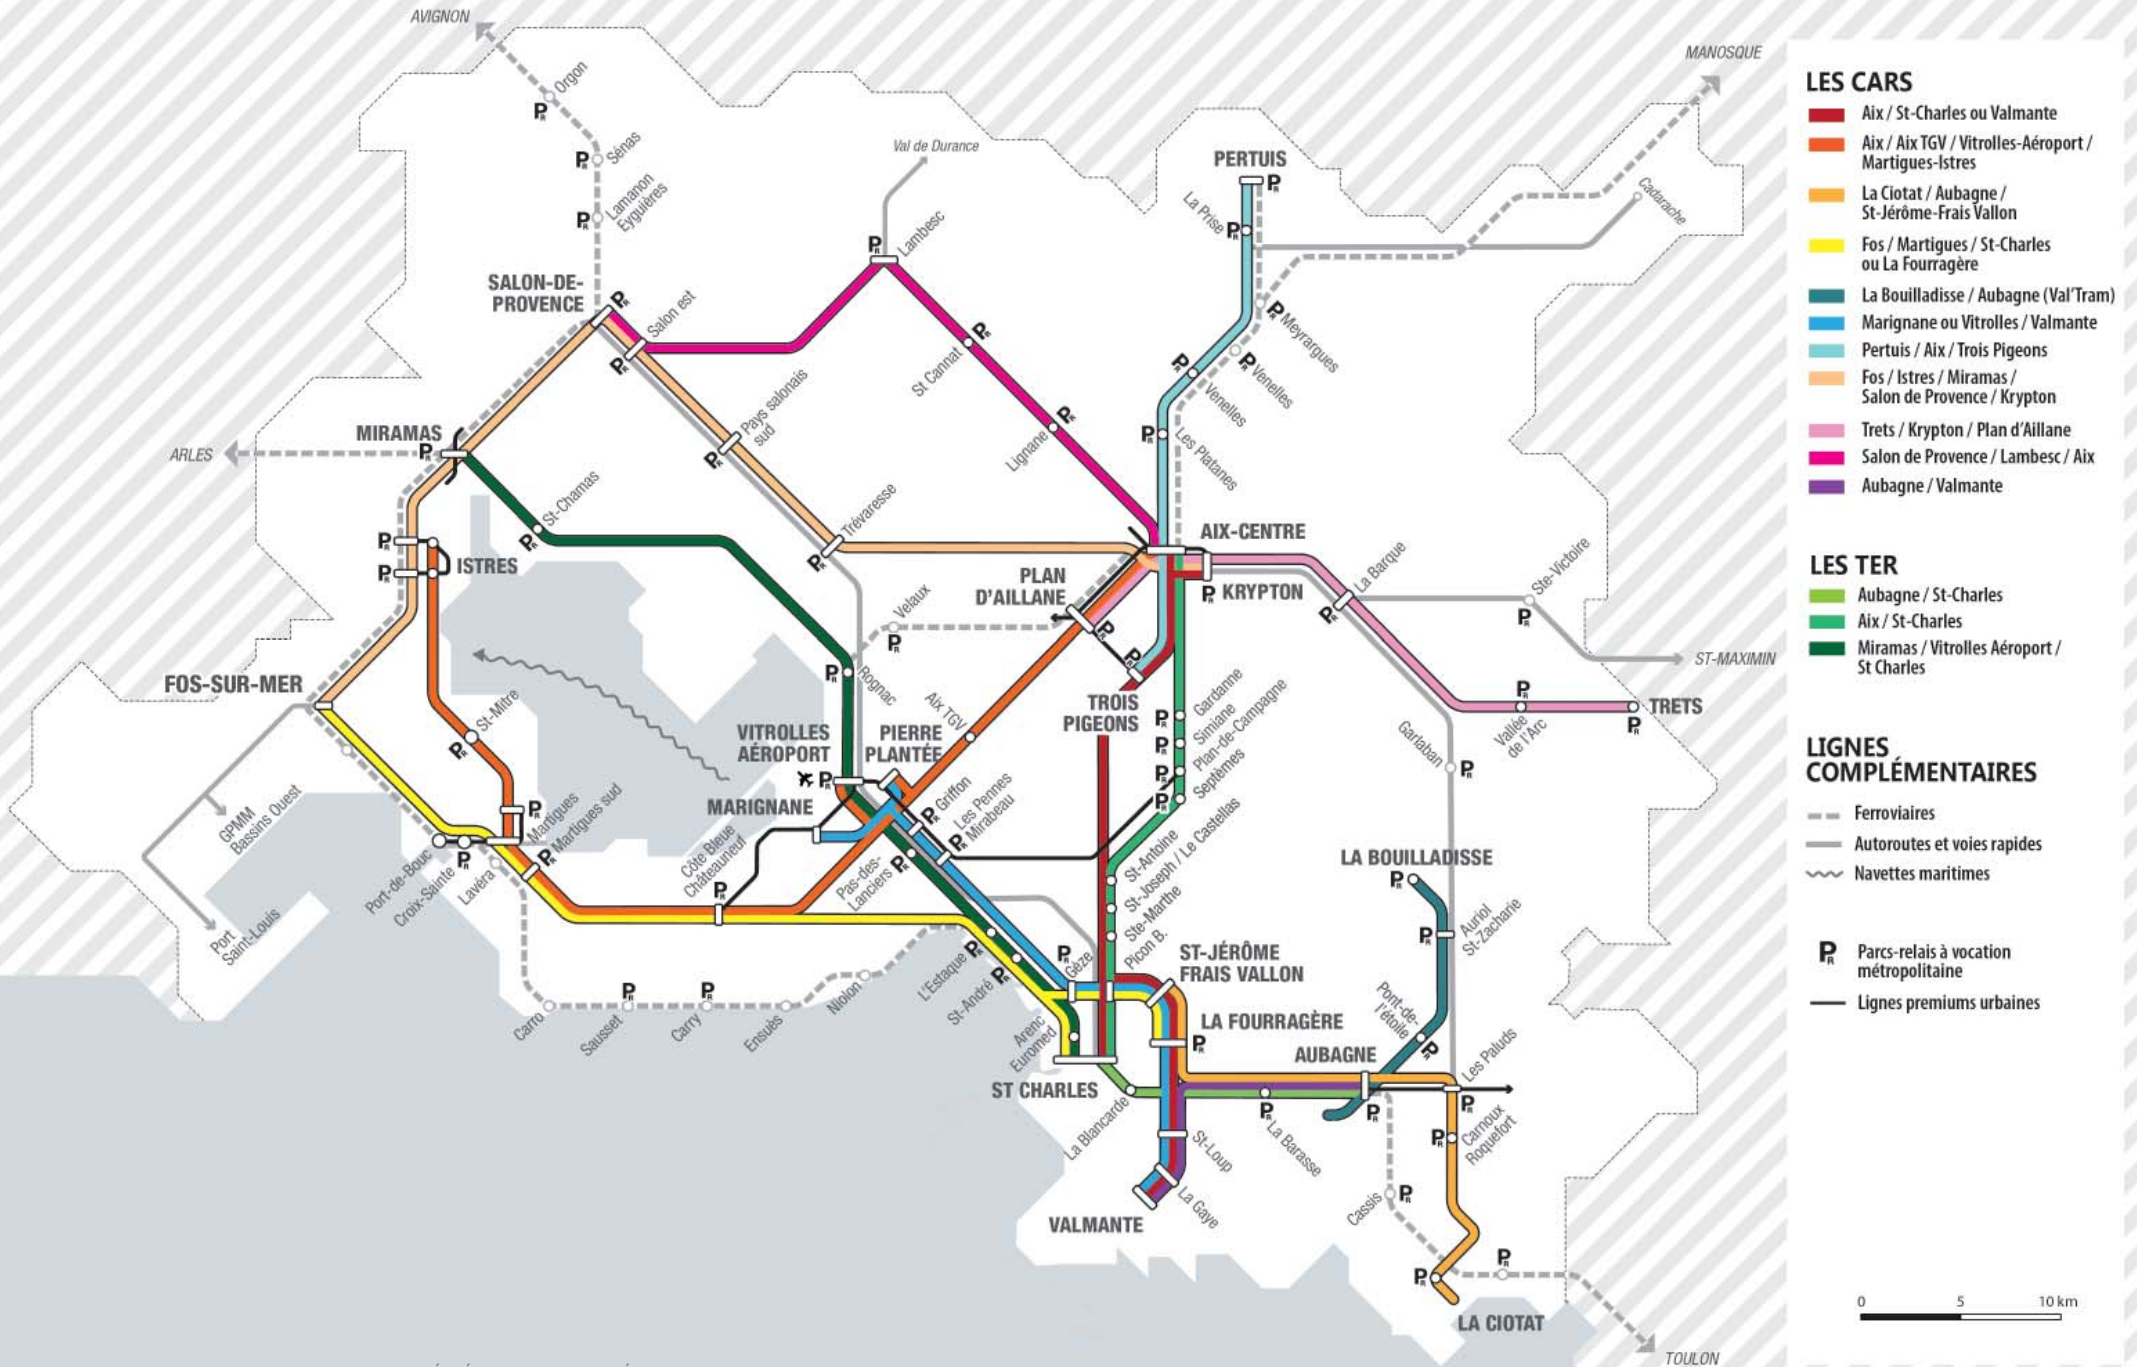 AVIGNON
MANOSQUE
Orgon
Sénas
Lamanon
Eyguières
Val de Durance
PERTUIS
La Prise
Cadarache
Lambesc
SALON-DE-
PROVENCE
Salon est
St Cannat
Meyrargues
Venelles
Venelles
Pays salonais
sud
Lignane
Les Platanes
MIRAMAS
ARLES
St-Chamas
Trévaresse
AIX-CENTRE
ISTRES
PLAN
D'AILLANE
KRYPTON
La Barque
Ste-Victoire
Velaux
ST-MAXIMIN
FOS-SUR-MER
Rognac
TROIS
PIGEONS
TRETS
Vallée
de l'Arc
St-Mitre
Aix TGV
Gardanne
Simiane
Plan-de-Campagne
Septèmes
Garlaban
VITROLLES
AÉROPORT
PIERRE
PLANTÉE
MARIGNANE
Griffon
Les Pennes
Mirabeau
GPMM
Bassins Ouest
Martigues
Martigues sud
Côte Bleue
Châteauneuf
Pas-des-
Lanciers
Port-de-Bouc
Croix-Sainte
Lavéra
St-Antoine
St-Joseph / Le Castellas
Ste-Marthe
Picon B.
LA BOUILLADISSE
Auriol
St-Zacharie
Port
Saint-Louis
L'Estaque
St-André
Gèze
ST-JÉRÔME
FRAIS VALLON
Carro
Sausset
Carry
Ensuès
Niolon
Arenc
Euromed
LA FOURRAGÈRE
Pont-de-
l'étoile
AUBAGNE
Les Paluds
ST CHARLES
La Blancarde
St-Loup
La Barasse
Carnoux
Roquefort
La Gaye
VALMANTE
Cassis
LA CIOTAT
TOULON
LES CARS
Aix / St-Charles ou Valmante
Aix / Aix TGV / Vitrolles-Aéroport /
Martigues-Istres
La Ciotat / Aubagne /
St-Jérôme-Frais Vallon
Fos / Martigues / St-Charles
ou La Fourragère
La Bouilladisse / Aubagne (Val'Tram)
Marignane ou Vitrolles / Valmante
Pertuis / Aix / Trois Pigeons
Fos / Istres / Miramas /
Salon de Provence / Krypton
Trets / Krypton / Plan d'Aillane
Salon de Provence / Lambesc / Aix
Aubagne / Valmante
LES TER
Aubagne / St-Charles
Aix / St-Charles
Miramas / Vitrolles Aéroport /
St Charles
LIGNES
COMPLÉMENTAIRES
Ferroviaires
Autoroutes et voies rapides
Navettes maritimes
PR Parcs-relais à vocation
métropolitaine
Lignes premiums urbaines
0 5 10 km